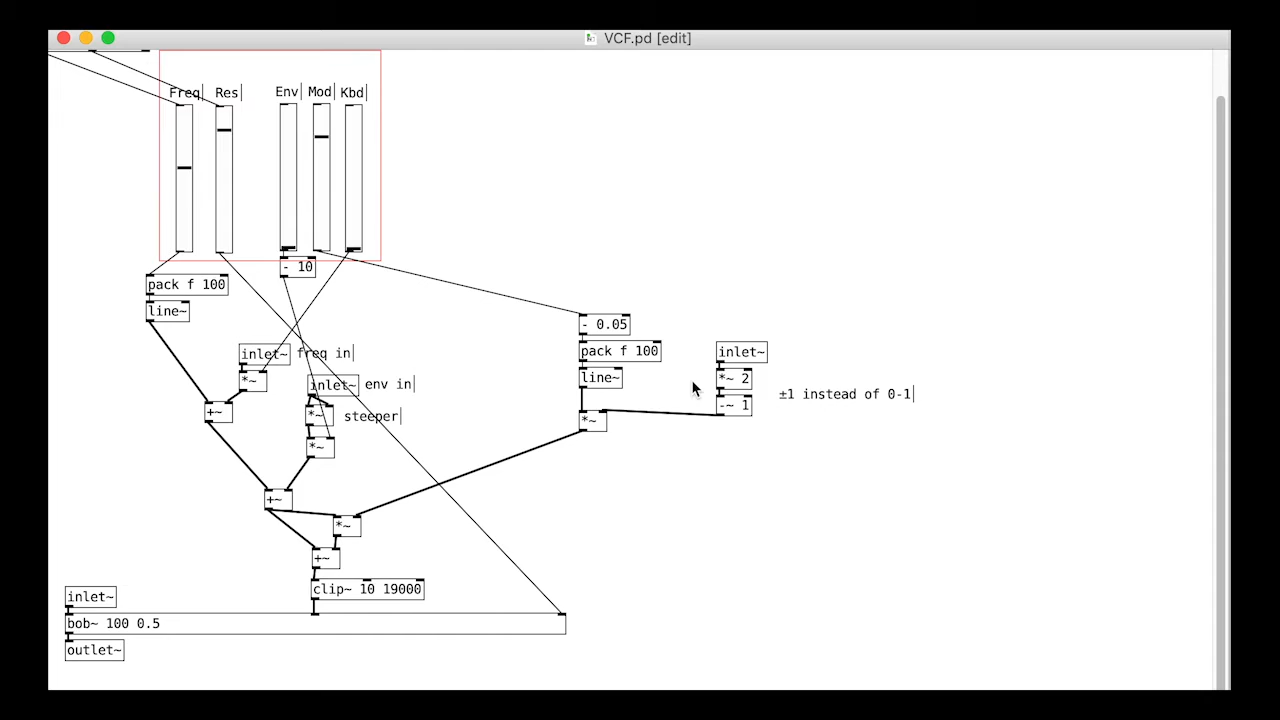 VCF.pd [edit]
Freq Res Env Mod Kbd
- 10
pack f 100
line~
- 0.05
inlet~ freq in
pack f 100
inlet~
*~
line~
*~ 2
inlet~ env in
±1 instead of 0-1
-~ 1
+~
*~ steeper
*~
*~
+~
*~
+~
clip~ 10 19000
inlet~
bob~ 100 0.5
outlet~